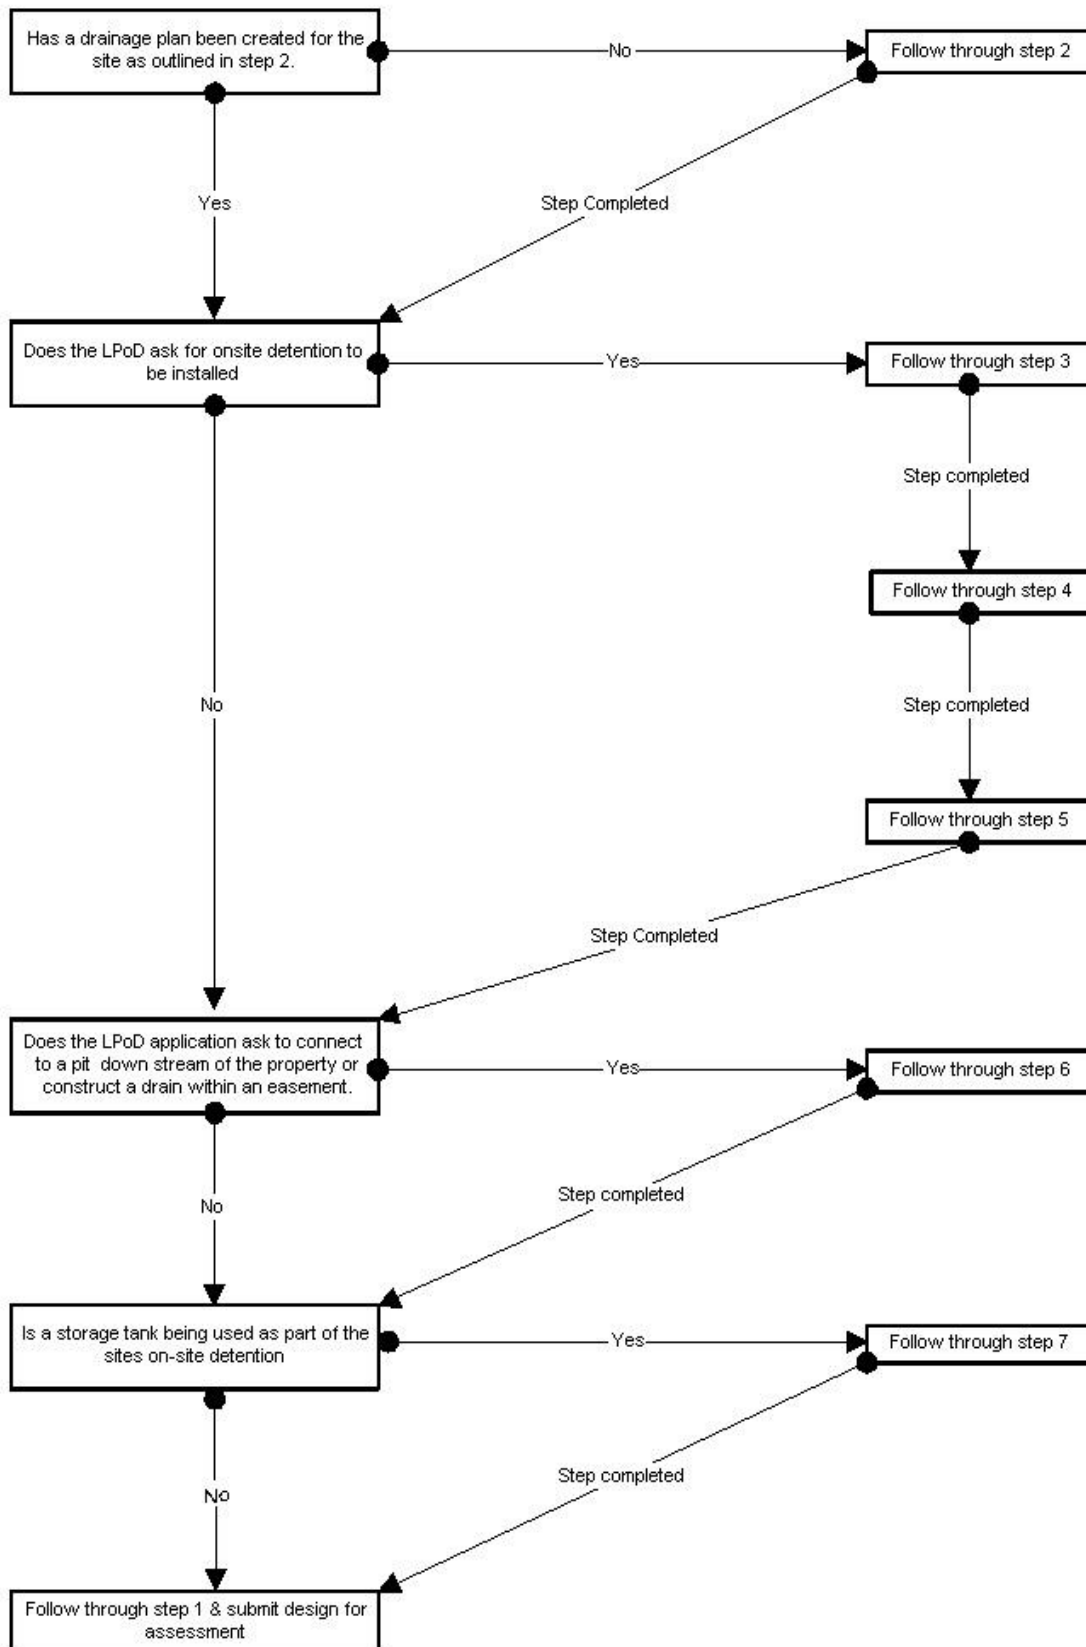 Has a drainage plan been created for the
site as outlined in step 2.
No
Follow through step 2
Yes
Step Completed
Does the LPoD ask for onsite detention to
be installed
Yes
Follow through step 3
Step completed
Follow through step 4
No
Step completed
Follow through step 5
Step Completed
Does the LPoD application ask to connect
to a pit down stream of the property or
construct a drain within an easement.
Yes
Follow through step 6
No
Step completed
Is a storage tank being used as part of the
sites on-site detention
Yes
Follow through step 7
No
Step completed
Follow through step 1 & submit design for
assessment